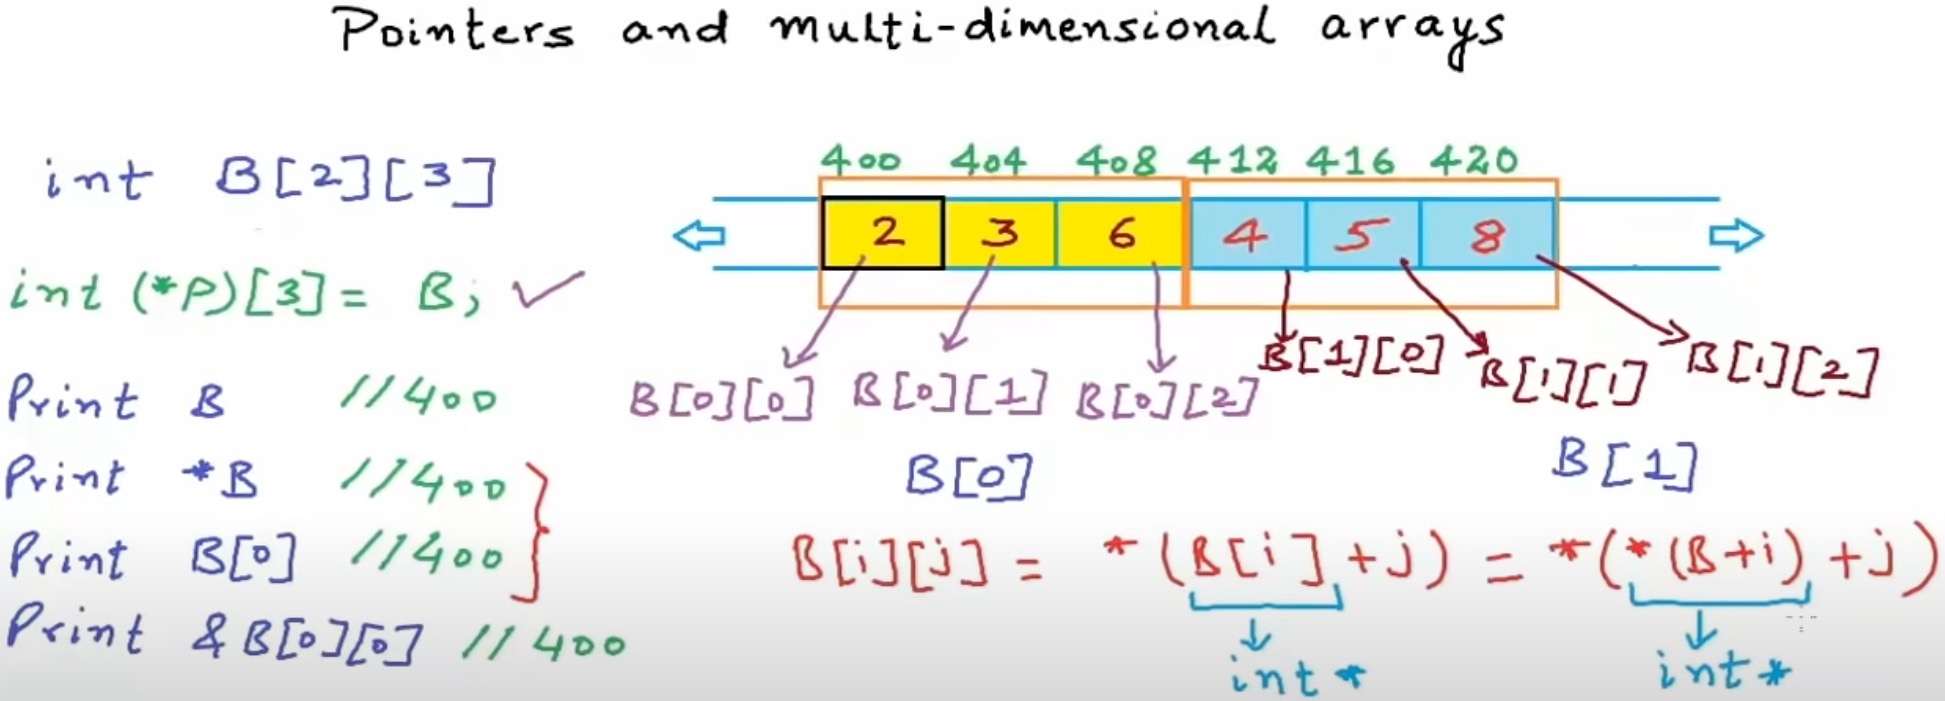 Pointers and multi-dimensional arrays
int B[2][3]
int (*P)[3] = B; ✓
Print B //400
Print *B //400
Print B[0] //400
Print &B[0][0] //400
400 404 408 412 416 420
2 3 6 4 5 8
B[0][0] B[0][1] B[0][2] B[1][0] B[1][1] B[1][2]
B[0] B[1]
B[i][j] = *(B[i]+j) = *(*(B+i)+j)
int* int*